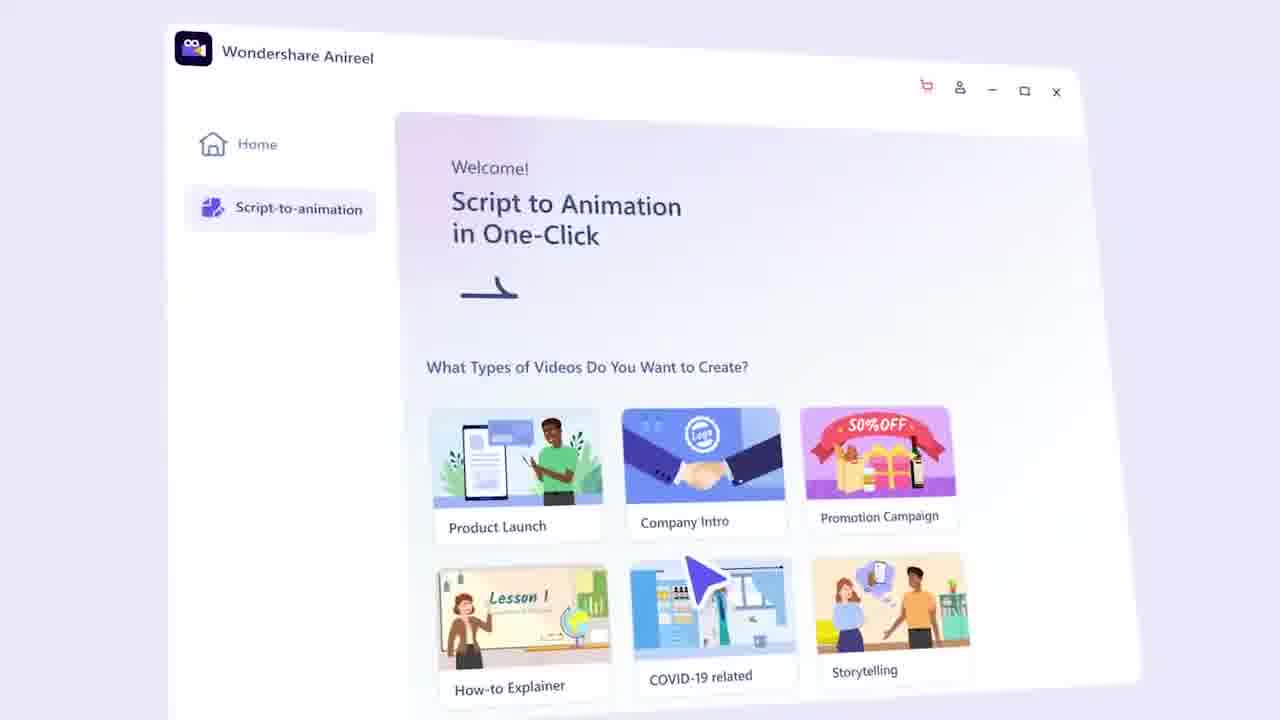 Wondershare Anireel
Home
Script-to-animation
Welcome!
Script to Animation
in One-Click
What Types of Videos Do You Want to Create?
Logo
50%OFF
Product Launch
Company Intro
Promotion Campaign
Lesson 1
How-to Explainer
COVID-19 related
Storytelling